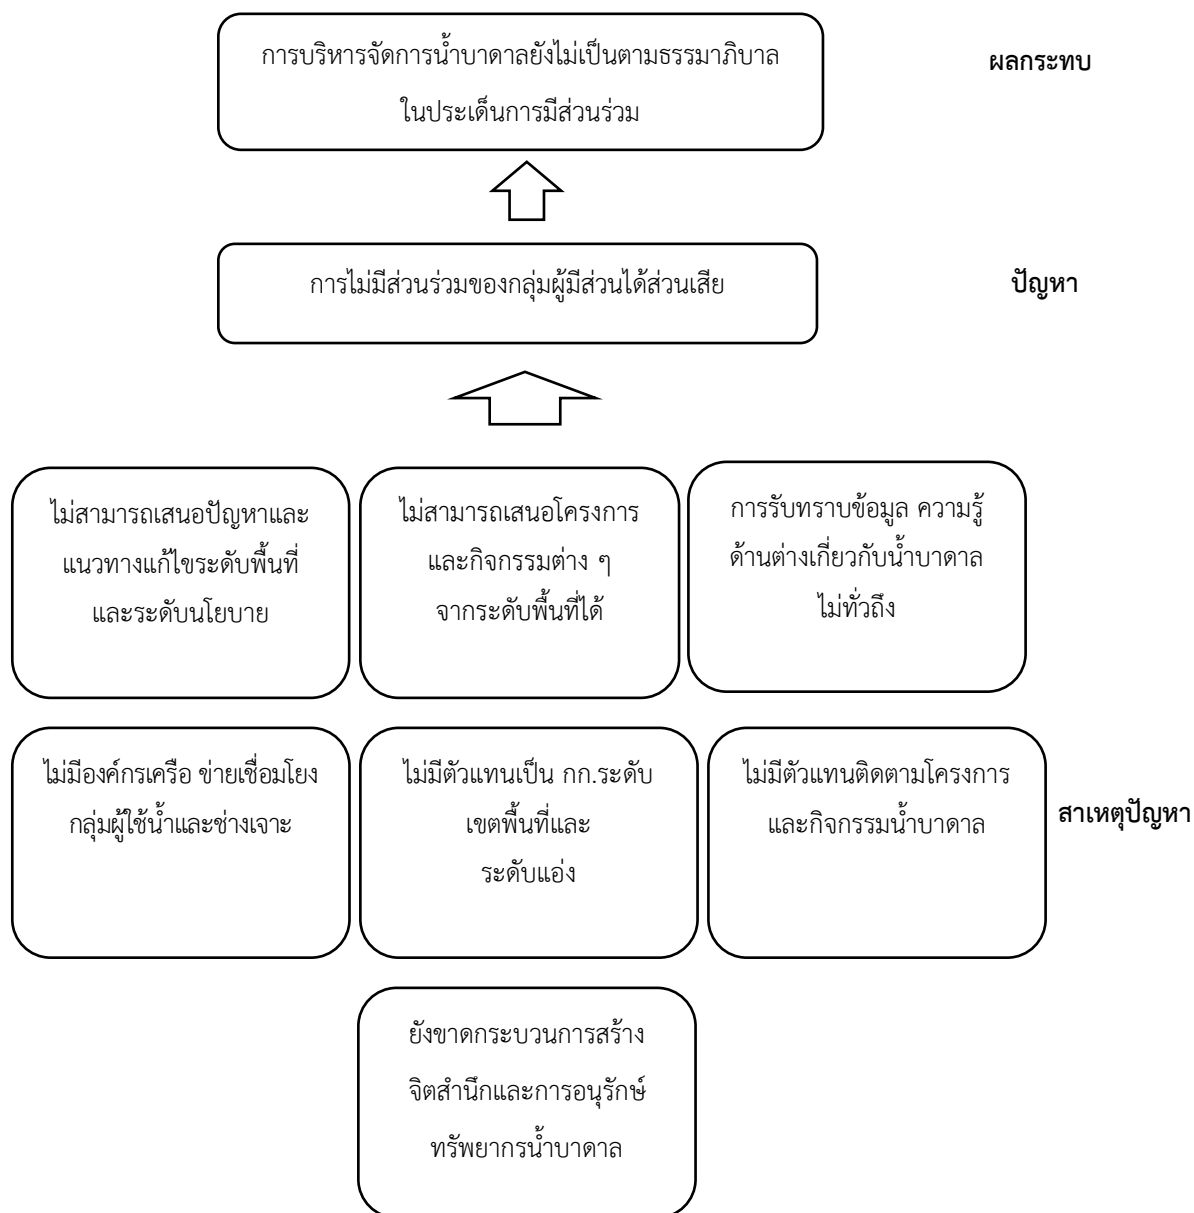 การบริหารจัดการน้ำบาดาลยังไม่เป็นตามธรรมาภิบาล
ในประเด็นการมีส่วนร่วม
ผลกระทบ
การไม่มีส่วนร่วมของกลุ่มผู้มีส่วนได้ส่วนเสีย
ปัญหา
ไม่สามารถเสนอปัญหาและ
แนวทางแก้ไขระดับพื้นที่
และระดับนโยบาย
ไม่สามารถเสนอโครงการ
และกิจกรรมต่าง ๆ
จากระดับพื้นที่ได้
การรับทราบข้อมูล ความรู้
ด้านต่างเกี่ยวกับน้ำบาดาล
ไม่ทั่วถึง
ไม่มีองค์กรเครือ ข่ายเชื่อมโยง
กลุ่มผู้ใช้น้ำและช่างเจาะ
ไม่มีตัวแทนเป็น กก.ระดับ
เขตพื้นที่และ
ระดับแอ่ง
ไม่มีตัวแทนติดตามโครงการ
และกิจกรรมน้ำบาดาล
สาเหตุปัญหา
ยังขาดกระบวนการสร้าง
จิตสำนึกและการอนุรักษ์
ทรัพยากรน้ำบาดาล